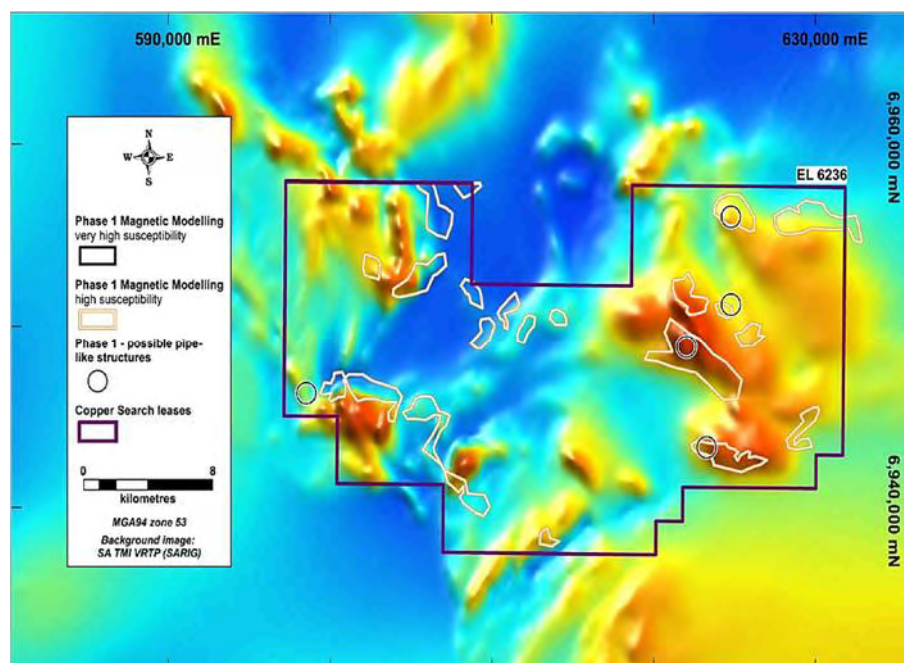 590,000 mE
630,000 mE
6,960,000 mN
EL 6236
N
W E
S
Phase 1 Magnetic Modelling
very high susceptibility
Phase 1 Magnetic Modelling
high susceptibility
Phase 1 - possible pipe-
like structures
Copper Search leases
0 8
kilometres
MGA94 zone 53
Background image:
SA TMI VRTP (SARIG)
6,940,000 mN